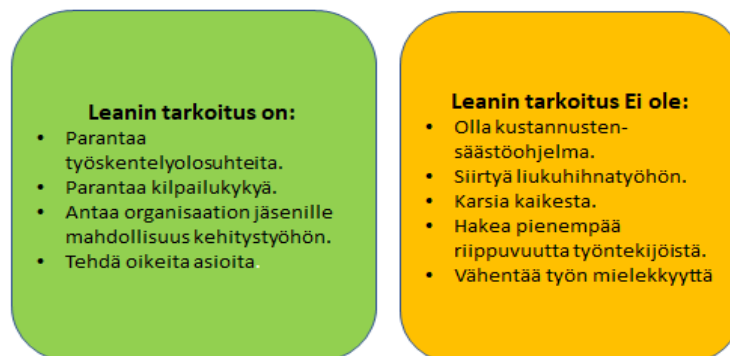 Leanin tarkoitus on:
• Parantaa
työskentelyolosuhteita.
• Parantaa kilpailukykyä.
• Antaa organisaation jäsenille
mahdollisuus kehitystyöhön.
• Tehdä oikeita asioita.
Leanin tarkoitus Ei ole:
• Olla kustannusten-
säästöohjelma.
• Siirtyä liukuhihnatyöhön.
• Karsia kaikesta.
• Hakea pienempää
riippuvuutta työntekijöistä.
• Vähentää työn mielekkyyttä